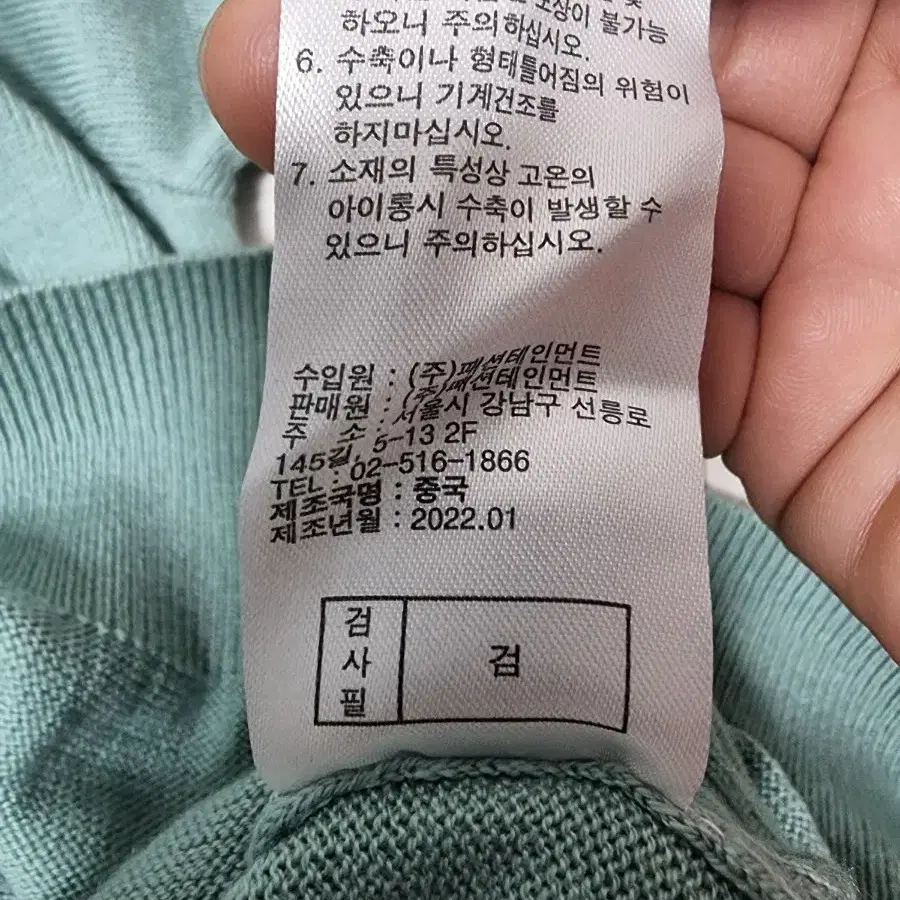 도장이 불가능
하오니 주의하십시오.
6. 수축이나 형태틀어짐의 위험이
있으니 기계건조를
하지마십시오.
7. 소재의 특성상 고온의
아이롱시 수축이 발생할 수
있으니 주의하십시오.
수입원 : (주)패션테인먼트
판매원 : (주)패션테인먼트
주 소 : 서울시 강남구 선릉로
145길, 5-13 2F
TEL : 02-516-1866
제조국명 : 중국
제조년월 : 2022.01
검사필
검